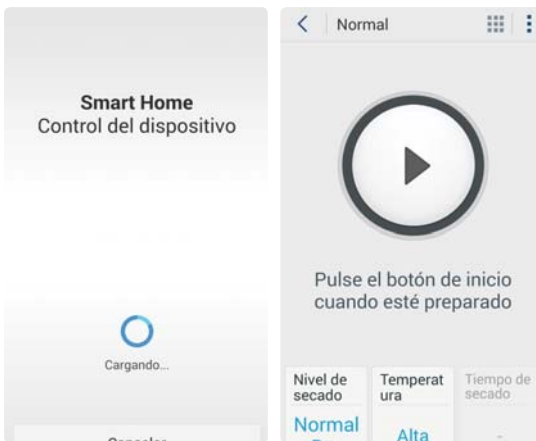 Smart Home
Control del dispositivo
Cargando...
Normal
Pulse el botón de inicio
cuando esté preparado
Nivel de
secado
Normal
Temperat
ura
Alta
Tiempo de
secado
-